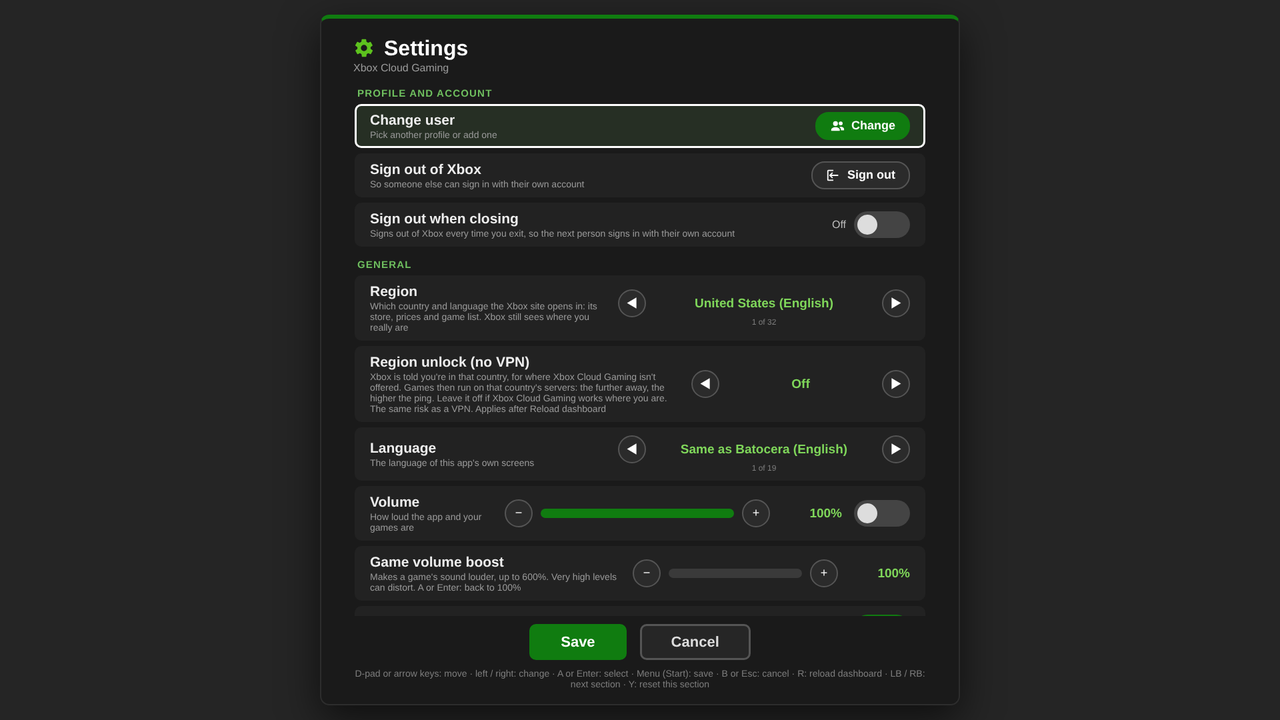 Settings
Xbox Cloud Gaming
PROFILE AND ACCOUNT
Change user
Pick another profile or add one
Change
Sign out of Xbox
So someone else can sign in with their own account
Sign out
Sign out when closing
Signs out of Xbox every time you exit, so the next person signs in with their own account
Off
GENERAL
Region
Which country and language the Xbox site opens in: its
store, prices and game list. Xbox still sees where you
really are
United States (English)
1 of 32
Region unlock (no VPN)
Xbox is told you're in that country, for where Xbox Cloud Gaming isn't
offered. Games then run on that country's servers: the further away, the
higher the ping. Leave it off if Xbox Cloud Gaming works where you are.
The same risk as a VPN. Applies after Reload dashboard
Off
Language
The language of this app's own screens
Same as Batocera (English)
1 of 19
Volume
How loud the app and your
games are
−
+
100%
Game volume boost
Makes a game's sound louder, up to 600%. Very high levels
can distort. A or Enter: back to 100%
−
+
100%
Save
Cancel
D-pad or arrow keys: move · left / right: change · A or Enter: select · Menu (Start): save · B or Esc: cancel · R: reload dashboard · LB / RB:
next section · Y: reset this section